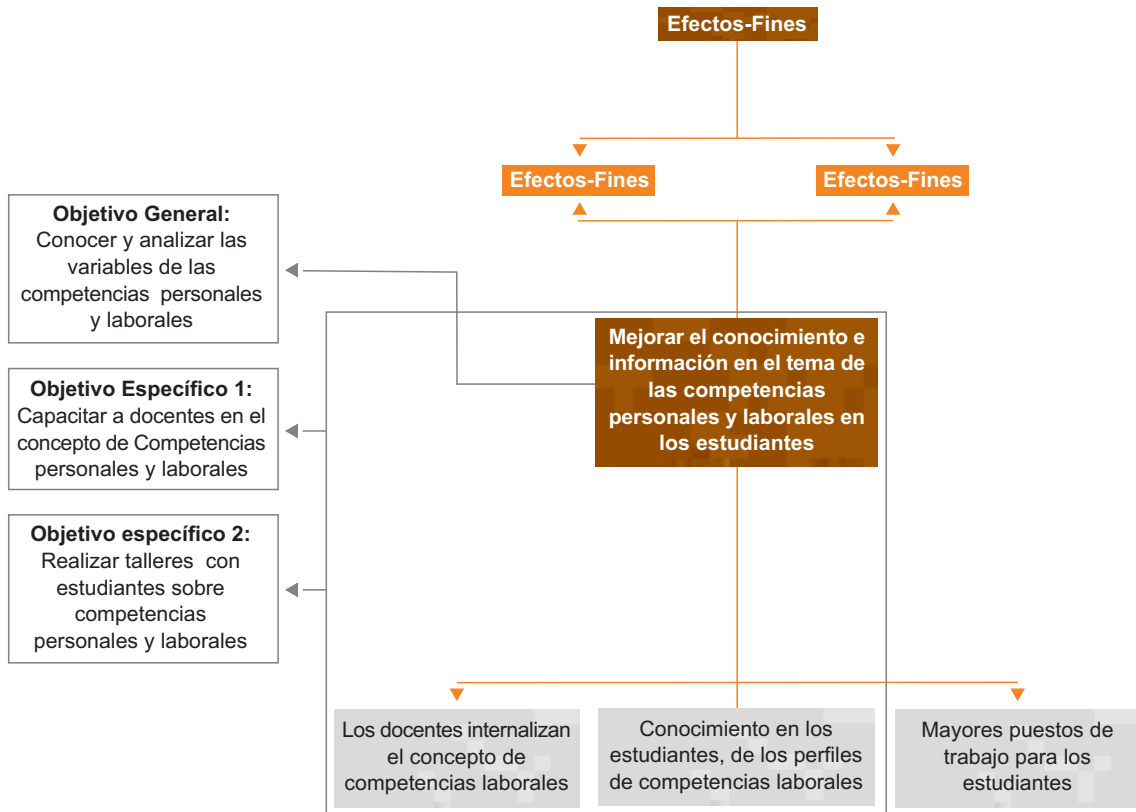 Efectos-Fines
Efectos-Fines
Efectos-Fines
Objetivo General:
Conocer y analizar las
variables de las
competencias personales
y laborales
Mejorar el conocimiento e
información en el tema de
las competencias
personales y laborales en
los estudiantes
Objetivo Específico 1:
Capacitar a docentes en el
concepto de Competencias
personales y laborales
Objetivo específico 2:
Realizar talleres con
estudiantes sobre
competencias
personales y laborales
Los docentes internalizan
el concepto de
competencias laborales
Conocimiento en los
estudiantes, de los perfiles
de competencias laborales
Mayores puestos de
trabajo para los
estudiantes